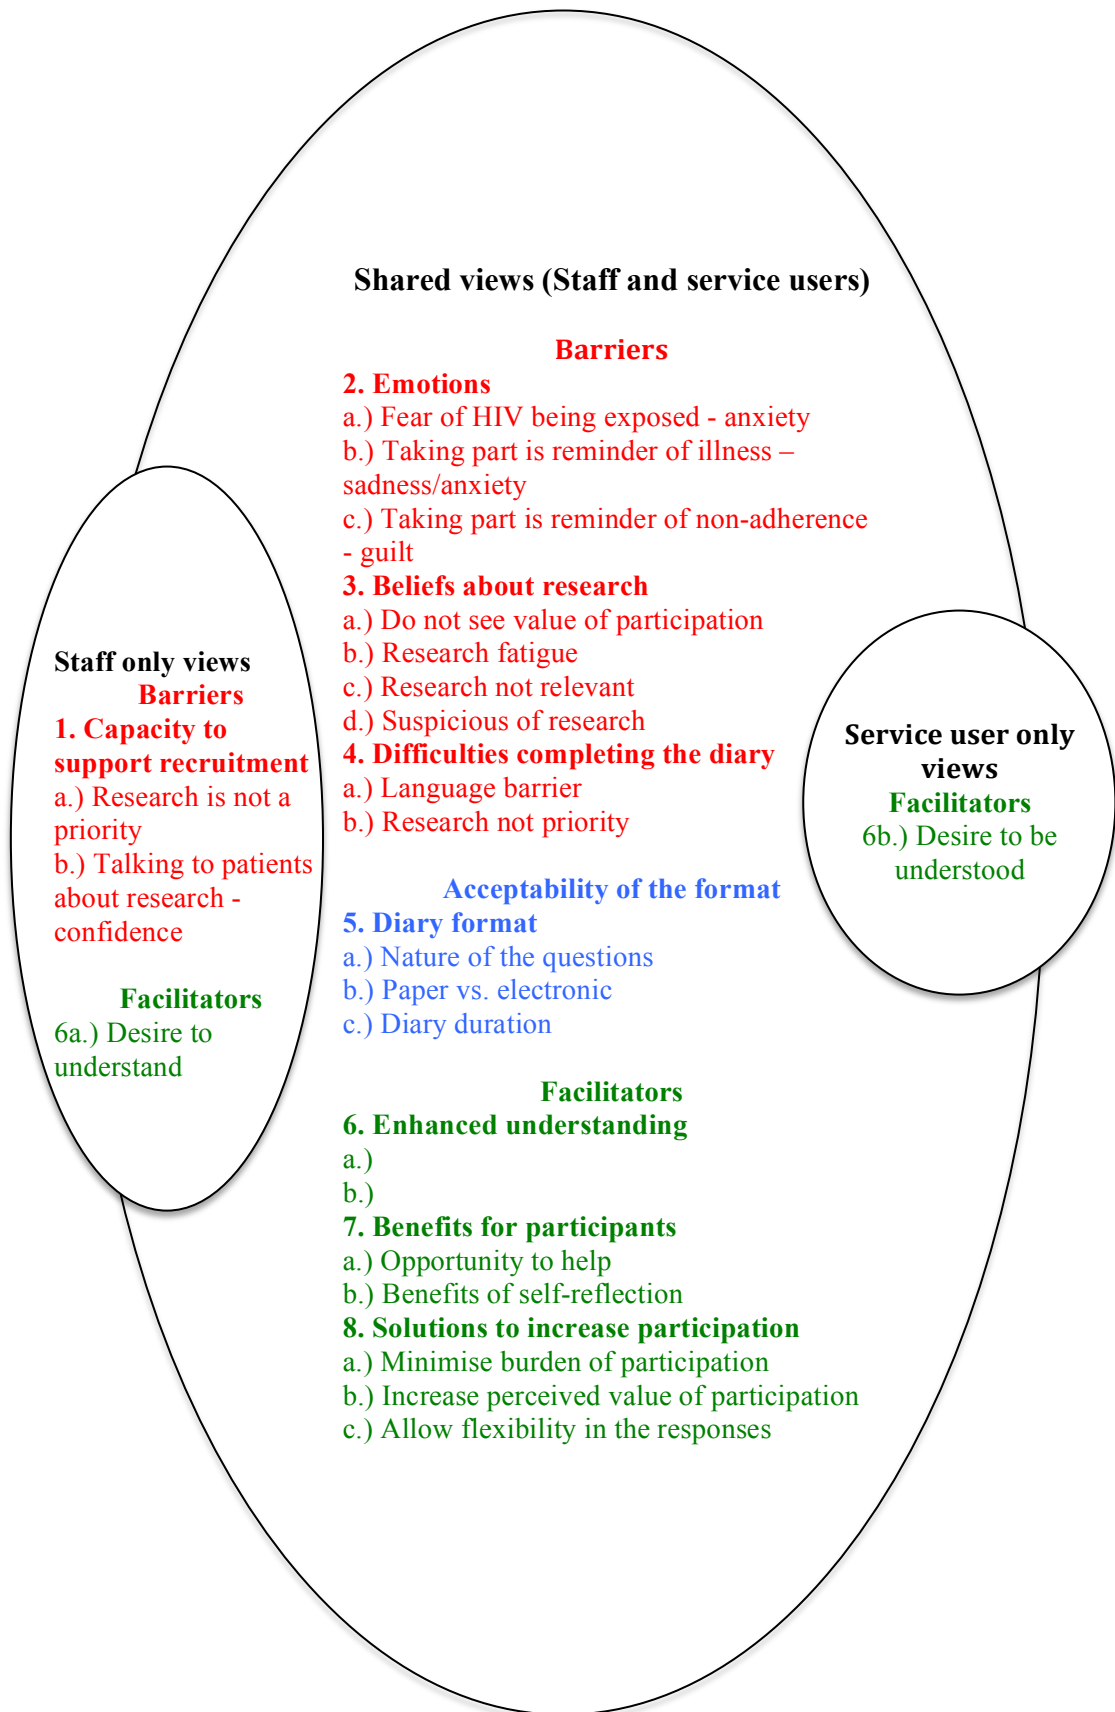 Shared views (Staff and service users)
Barriers
2. Emotions
a.) Fear of HIV being exposed - anxiety
b.) Taking part is reminder of illness –
sadness/anxiety
c.) Taking part is reminder of non-adherence
- guilt
3. Beliefs about research
a.) Do not see value of participation
b.) Research fatigue
c.) Research not relevant
d.) Suspicious of research
4. Difficulties completing the diary
a.) Language barrier
b.) Research not priority
Acceptability of the format
5. Diary format
a.) Nature of the questions
b.) Paper vs. electronic
c.) Diary duration
Facilitators
6. Enhanced understanding
a.)
b.)
7. Benefits for participants
a.) Opportunity to help
b.) Benefits of self-reflection
8. Solutions to increase participation
a.) Minimise burden of participation
b.) Increase perceived value of participation
c.) Allow flexibility in the responses
Staff only views
Barriers
1. Capacity to
support recruitment
a.) Research is not a
priority
b.) Talking to patients
about research -
confidence
Facilitators
6a.) Desire to
understand
Service user only
views
Facilitators
6b.) Desire to be
understood